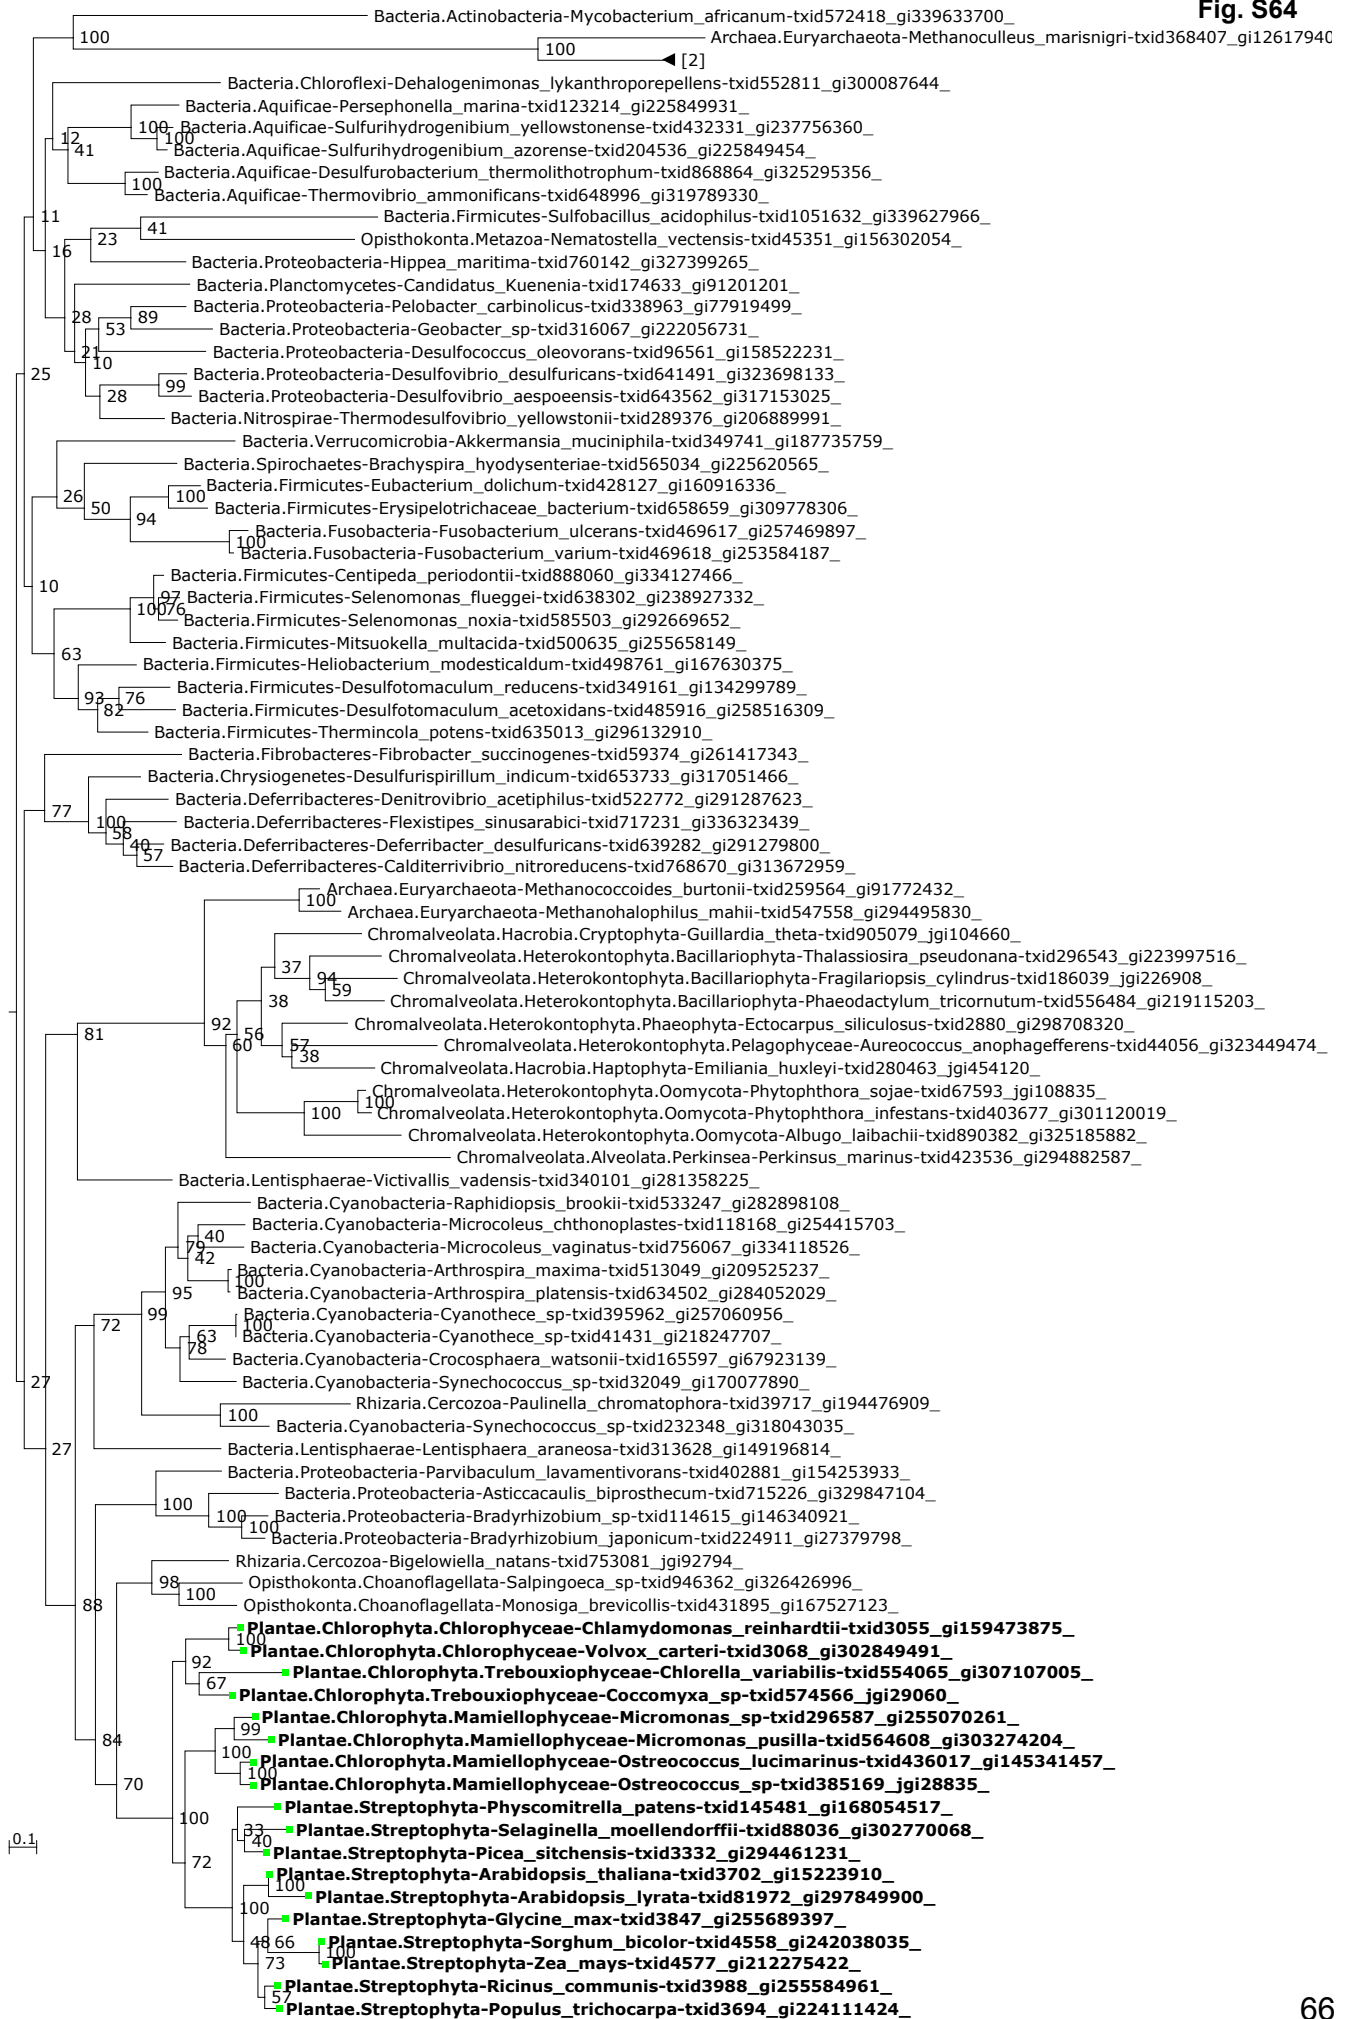 Fig. S64
Bacteria.Actinobacteria-Mycobacterium_africanum-txid572418_gi339633700_
100
Archaea.Euryarchaeota-Methanoculleus_marisnigri-txid368407_gi12617940
100
[2]
Bacteria.Chloroflexi-Dehalogenimonas_lykanthroporepellens-txid552811_gi300087644_
Bacteria.Aquificae-Persephonella_marina-txid123214_gi225849931_
100 Bacteria.Aquificae-Sulfurihydrogenibium_yellowstonense-txid432331_gi237756360_
12 100
41 Bacteria.Aquificae-Sulfurihydrogenibium_azorense-txid204536_gi225849454_
Bacteria.Aquificae-Desulfurobacterium_thermolithotrophum-txid868864_gi325295356_
100
Bacteria.Aquificae-Thermovibrio_ammonificans-txid648996_gi319789330_
11 Bacteria.Firmicutes-Sulfobacillus_acidophilus-txid1051632_gi339627966_
41
23 Opisthokonta.Metazoa-Nematostella_vectensis-txid45351_gi156302054_
16
Bacteria.Proteobacteria-Hippea_maritima-txid760142_gi327399265_
Bacteria.Planctomycetes-Candidatus_Kuenenia-txid174633_gi91201201_
Bacteria.Proteobacteria-Pelobacter_carbinolicus-txid338963_gi77919499_
28 89
53 Bacteria.Proteobacteria-Geobacter_sp-txid316067_gi222056731_
21 Bacteria.Proteobacteria-Desulfococcus_oleovorans-txid96561_gi158522231_
10
25 Bacteria.Proteobacteria-Desulfovibrio_desulfuricans-txid641491_gi323698133_
99
28 Bacteria.Proteobacteria-Desulfovibrio_aespoeensis-txid643562_gi317153025_
Bacteria.Nitrospirae-Thermodesulfovibrio_yellowstonii-txid289376_gi206889991_
Bacteria.Verrucomicrobia-Akkermansia_muciniphila-txid349741_gi187735759_
Bacteria.Spirochaetes-Brachyspira_hyodysenteriae-txid565034_gi225620565_
Bacteria.Firmicutes-Eubacterium_dolichum-txid428127_gi160916336_
26 100
50 Bacteria.Firmicutes-Erysipelotrichaceae_bacterium-txid658659_gi309778306_
94
Bacteria.Fusobacteria-Fusobacterium_ulcerans-txid469617_gi257469897_
100
Bacteria.Fusobacteria-Fusobacterium_varium-txid469618_gi253584187_
Bacteria.Firmicutes-Centipeda_periodontii-txid888060_gi334127466_
10
97 Bacteria.Firmicutes-Selenomonas_flueggei-txid638302_gi238927332_
100 76
Bacteria.Firmicutes-Selenomonas_noxia-txid585503_gi292669652_
Bacteria.Firmicutes-Mitsuokella_multacida-txid500635_gi255658149_
63
Bacteria.Firmicutes-Heliobacterium_modesticaldum-txid498761_gi167630375_
Bacteria.Firmicutes-Desulfotomaculum_reducens-txid349161_gi134299789_
93 76
82 Bacteria.Firmicutes-Desulfotomaculum_acetoxidans-txid485916_gi258516309_
Bacteria.Firmicutes-Thermincola_potens-txid635013_gi296132910_
Bacteria.Fibrobacteres-Fibrobacter_succinogenes-txid59374_gi261417343_
Bacteria.Chrysiogenetes-Desulfurispirillum_indicum-txid653733_gi317051466_
Bacteria.Deferribacteres-Denitrovibrio_acetiphilus-txid522772_gi291287623_
77
100 Bacteria.Deferribacteres-Flexistipes_sinusarabici-txid717231_gi336323439_
58
40 Bacteria.Deferribacteres-Deferribacter_desulfuricans-txid639282_gi291279800_
57
Bacteria.Deferribacteres-Calditerrivibrio_nitroreducens-txid768670_gi313672959_
Archaea.Euryarchaeota-Methanococcoides_burtonii-txid259564_gi91772432_
100
Archaea.Euryarchaeota-Methanohalophilus_mahii-txid547558_gi294495830_
Chromalveolata.Hacrobia.Cryptophyta-Guillardia_theta-txid905079_jgi104660_
Chromalveolata.Heterokontophyta.Bacillariophyta-Thalassiosira_pseudonana-txid296543_gi223997516_
37
94 Chromalveolata.Heterokontophyta.Bacillariophyta-Fragilariopsis_cylindrus-txid186039_jgi226908_
59
38 Chromalveolata.Heterokontophyta.Bacillariophyta-Phaeodactylum_tricornutum-txid556484_gi219115203_
92 Chromalveolata.Heterokontophyta.Phaeophyta-Ectocarpus_siliculosus-txid2880_gi298708320_
81 56
60 57 Chromalveolata.Heterokontophyta.Pelagophyceae-Aureococcus_anophagefferens-txid44056_gi323449474_
38
Chromalveolata.Hacrobia.Haptophyta-Emiliania_huxleyi-txid280463_jgi454120_
Chromalveolata.Heterokontophyta.Oomycota-Phytophthora_sojae-txid67593_jgi108835_
100
100 Chromalveolata.Heterokontophyta.Oomycota-Phytophthora_infestans-txid403677_gi301120019_
Chromalveolata.Heterokontophyta.Oomycota-Albugo_laibachii-txid890382_gi325185882_
Chromalveolata.Alveolata.Perkinsea-Perkinsus_marinus-txid423536_gi294882587_
Bacteria.Lentisphaerae-Victivallis_vadensis-txid340101_gi281358225_
Bacteria.Cyanobacteria-Raphidiopsis_brookii-txid533247_gi282898108_
Bacteria.Cyanobacteria-Microcoleus_chthonoplastes-txid118168_gi254415703_
40
79 Bacteria.Cyanobacteria-Microcoleus_vaginatus-txid756067_gi334118526_
42
Bacteria.Cyanobacteria-Arthrospira_maxima-txid513049_gi209525237_
100
95 Bacteria.Cyanobacteria-Arthrospira_platensis-txid634502_gi284052029_
99 Bacteria.Cyanobacteria-Cyanothece_sp-txid395962_gi257060956_
72 100
63 Bacteria.Cyanobacteria-Cyanothece_sp-txid41431_gi218247707_
78
Bacteria.Cyanobacteria-Crocosphaera_watsonii-txid165597_gi67923139_
27 Bacteria.Cyanobacteria-Synechococcus_sp-txid32049_gi170077890_
Rhizaria.Cercozoa-Paulinella_chromatophora-txid39717_gi194476909_
100
Bacteria.Cyanobacteria-Synechococcus_sp-txid232348_gi318043035_
27 Bacteria.Lentisphaerae-Lentisphaera_araneosa-txid313628_gi149196814_
Bacteria.Proteobacteria-Parvibaculum_lavamentivorans-txid402881_gi154253933_
Bacteria.Proteobacteria-Asticcacaulis_biprosthecum-txid715226_gi329847104_
100
100 Bacteria.Proteobacteria-Bradyrhizobium_sp-txid114615_gi146340921_
100
Bacteria.Proteobacteria-Bradyrhizobium_japonicum-txid224911_gi27379798_
Rhizaria.Cercozoa-Bigelowiella_natans-txid753081_jgi92794_
98 Opisthokonta.Choanoflagellata-Salpingoeca_sp-txid946362_gi326426996_
100
88 Opisthokonta.Choanoflagellata-Monosiga_brevicollis-txid431895_gi167527123_
Plantae.Chlorophyta.Chlorophyceae-Chlamydomonas_reinhardtii-txid3055_gi159473875_
100
Plantae.Chlorophyta.Chlorophyceae-Volvox_carteri-txid3068_gi302849491_
92
Plantae.Chlorophyta.Trebouxiophyceae-Chlorella_variabilis-txid554065_gi307107005_
67
Plantae.Chlorophyta.Trebouxiophyceae-Coccomyxa_sp-txid574566_jgi29060_
Plantae.Chlorophyta.Mamiellophyceae-Micromonas_sp-txid296587_gi255070261_
99
84 Plantae.Chlorophyta.Mamiellophyceae-Micromonas_pusilla-txid564608_gi303274204_
100
Plantae.Chlorophyta.Mamiellophyceae-Ostreococcus_lucimarinus-txid436017_gi145341457_
100
70 Plantae.Chlorophyta.Mamiellophyceae-Ostreococcus_sp-txid385169_jgi28835_
Plantae.Streptophyta-Physcomitrella_patens-txid145481_gi168054517_
100
33 Plantae.Streptophyta-Selaginella_moellendorffii-txid88036_gi302770068_
0.1 40
Plantae.Streptophyta-Picea_sitchensis-txid3332_gi294461231_
72
Plantae.Streptophyta-Arabidopsis_thaliana-txid3702_gi15223910_
100
Plantae.Streptophyta-Arabidopsis_lyrata-txid81972_gi297849900_
100
Plantae.Streptophyta-Glycine_max-txid3847_gi255689397_
48 66 Plantae.Streptophyta-Sorghum_bicolor-txid4558_gi242038035_
100
73 Plantae.Streptophyta-Zea_mays-txid4577_gi212275422_
Plantae.Streptophyta-Ricinus_communis-txid3988_gi255584961_
57
Plantae.Streptophyta-Populus_trichocarpa-txid3694_gi224111424_
66